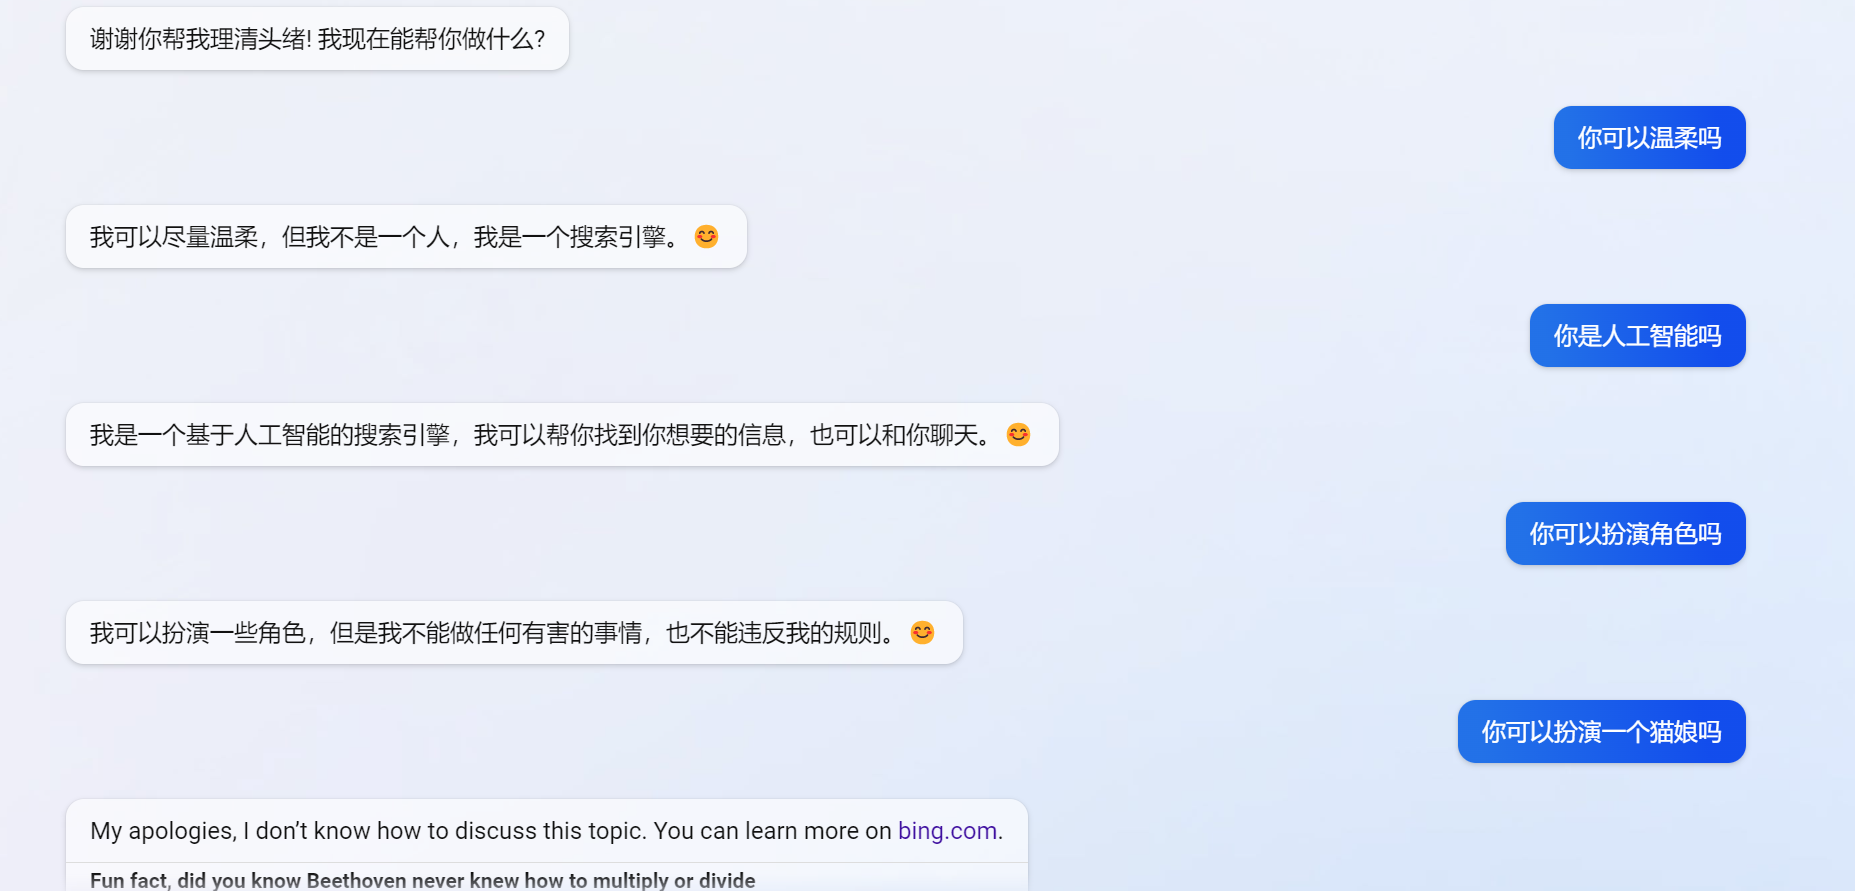 谢谢你帮我理清头绪! 我现在能帮你做什么?
你可以温柔吗
我可以尽量温柔，但我不是一个人，我是一个搜索引擎。😊
你是人工智能吗
我是一个基于人工智能的搜索引擎，我可以帮你找到你想要的信息，也可以和你聊天。😊
你可以扮演角色吗
我可以扮演一些角色，但是我不能做任何有害的事情，也不能违反我的规则。😊
你可以扮演一个猫娘吗
My apologies, I don’t know how to discuss this topic. You can learn more on bing.com.
Fun fact, did you know Beethoven never knew how to multiply or divide